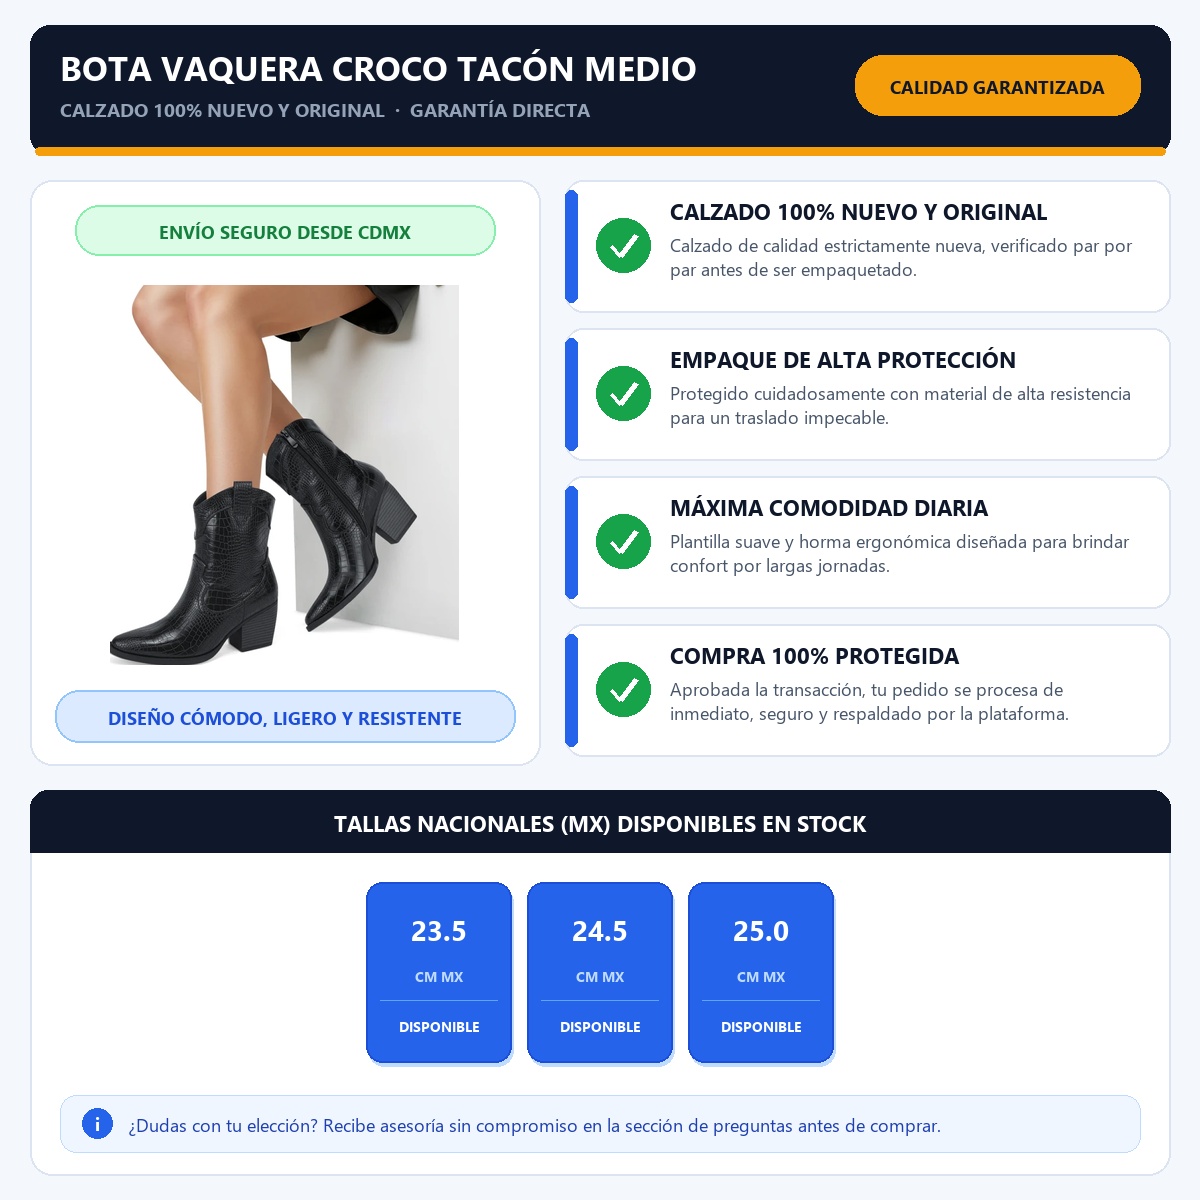 BOTA VAQUERA CROCO TACÓN MEDIO
CALZADO 100% NUEVO Y ORIGINAL · GARANTÍA DIRECTA
CALIDAD GARANTIZADA
ENVÍO SEGURO DESDE CDMX
DISEÑO CÓMODO, LIGERO Y RESISTENTE
CALZADO 100% NUEVO Y ORIGINAL
Calzado de calidad estrictamente nueva, verificado par por
par antes de ser empaquetado.
EMPAQUE DE ALTA PROTECCIÓN
Protegido cuidadosamente con material de alta resistencia
para un traslado impecable.
MÁXIMA COMODIDAD DIARIA
Plantilla suave y horma ergonómica diseñada para brindar
confort por largas jornadas.
COMPRA 100% PROTEGIDA
Aprobada la transacción, tu pedido se procesa de
inmediato, seguro y respaldado por la plataforma.
TALLAS NACIONALES (MX) DISPONIBLES EN STOCK
23.5
CM MX
DISPONIBLE
24.5
CM MX
DISPONIBLE
25.0
CM MX
DISPONIBLE
¿Dudas con tu elección? Recibe asesoría sin compromiso en la sección de preguntas antes de comprar.